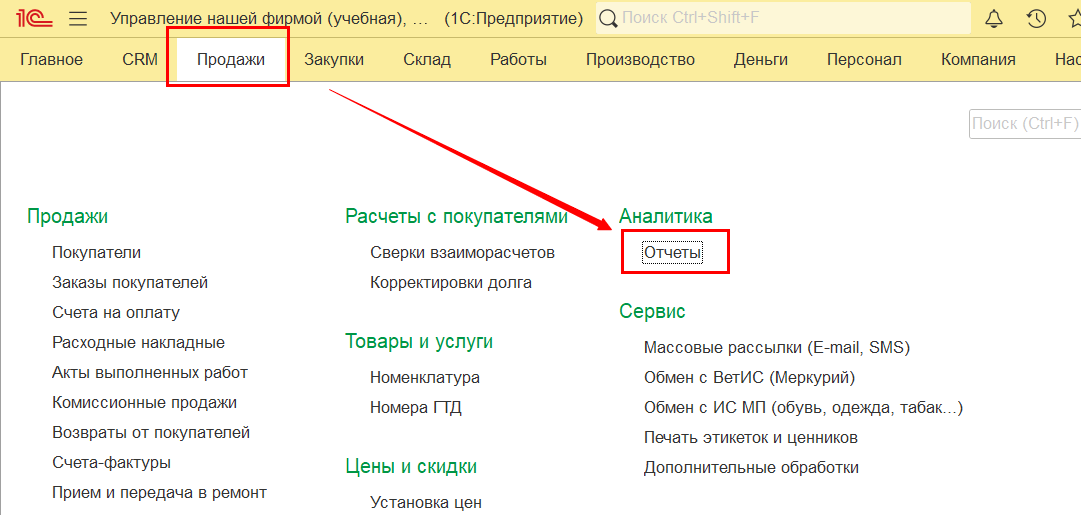 1С Управление нашей фирмой (учебная), ... (1С:Предприятие) Поиск Ctrl+Shift+F
Главное CRM Продажи Закупки Склад Работы Производство Деньги Персонал Компания Нас
Поиск (Ctrl+F)
Продажи
Покупатели
Заказы покупателей
Счета на оплату
Расходные накладные
Акты выполненных работ
Комиссионные продажи
Возвраты от покупателей
Счета-фактуры
Прием и передача в ремонт
Расчеты с покупателями
Сверки взаиморасчетов
Корректировки долга
Товары и услуги
Номенклатура
Номера ГТД
Цены и скидки
Установка цен
Аналитика
Отчеты
Сервис
Массовые рассылки (E-mail, SMS)
Обмен с ВетИС (Меркурий)
Обмен с ИС МП (обувь, одежда, табак...)
Печать этикеток и ценников
Дополнительные обработки